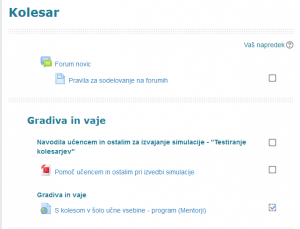 Kolesar
Vaš napredek
Forum novic
Pravila za sodelovanje na forumih
Gradiva in vaje
Navodila učencem in ostalim za izvajanje simulacije - "Testiranje
kolesarjev"
Pomoč učencem in ostalim pri izvedbi simulacije
Gradiva in vaje
S kolesom v šolo učne vsebine - program (Mentorji)